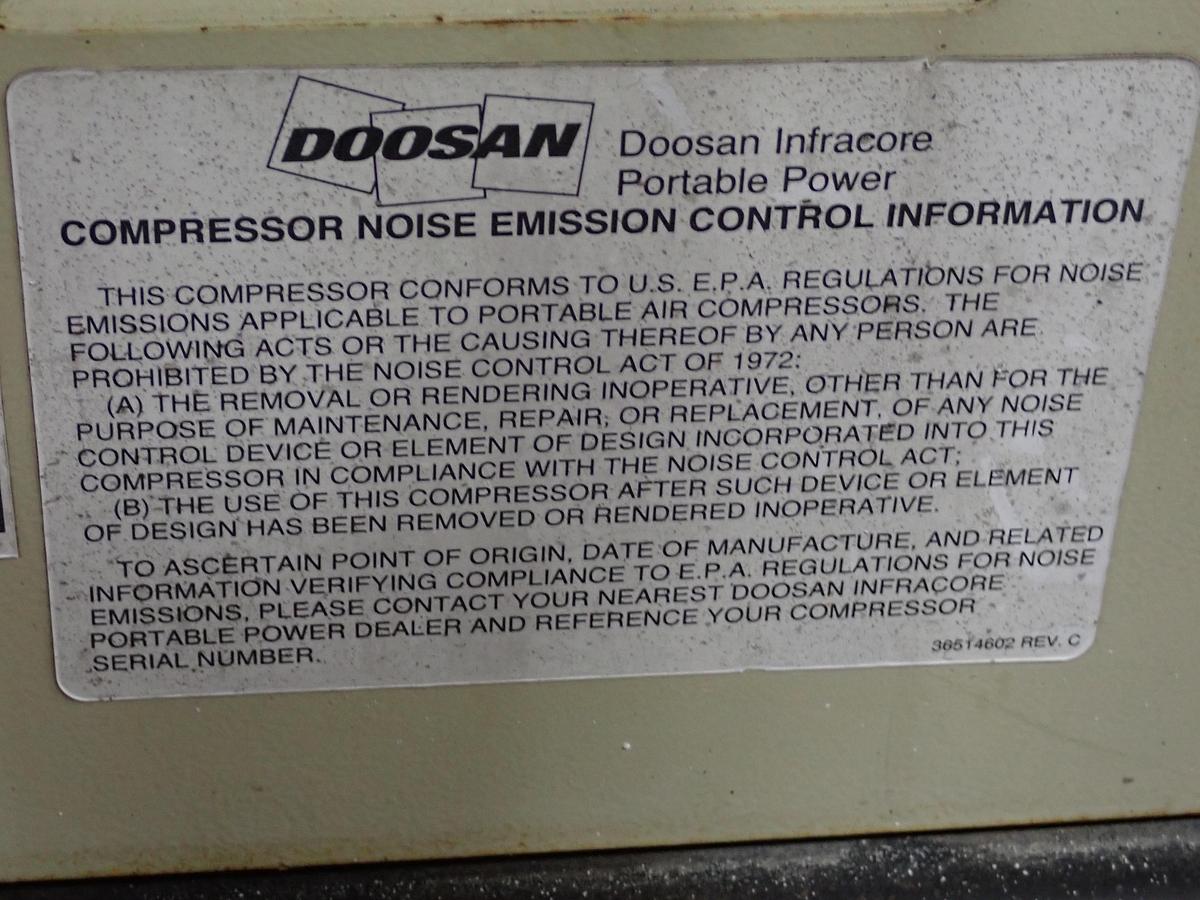 DOOSAN
Doosan Infracore
Portable Power
COMPRESSOR NOISE EMISSION CONTROL INFORMATION
THIS COMPRESSOR CONFORMS TO U.S. E.P.A. REGULATIONS FOR NOISE
EMISSIONS APPLICABLE TO PORTABLE AIR COMPRESSORS. THE
FOLLOWING ACTS OR THE CAUSING THEREOF BY ANY PERSON ARE
PROHIBITED BY THE NOISE CONTROL ACT OF 1972:
(A) THE REMOVAL OR RENDERING INOPERATIVE, OTHER THAN FOR THE
PURPOSE OF MAINTENANCE, REPAIR, OR REPLACEMENT, OF ANY NOISE
CONTROL DEVICE OR ELEMENT OF DESIGN INCORPORATED INTO THIS
COMPRESSOR IN COMPLIANCE WITH THE NOISE CONTROL ACT;
(B) THE USE OF THIS COMPRESSOR AFTER SUCH DEVICE OR ELEMENT
OF DESIGN HAS BEEN REMOVED OR RENDERED INOPERATIVE.
TO ASCERTAIN POINT OF ORIGIN, DATE OF MANUFACTURE, AND RELATED
INFORMATION VERIFYING COMPLIANCE TO E.P.A. REGULATIONS FOR NOISE
EMISSIONS, PLEASE CONTACT YOUR NEAREST DOOSAN INFRACORE
PORTABLE POWER DEALER AND REFERENCE YOUR COMPRESSOR
SERIAL NUMBER.
36514602 REV. C